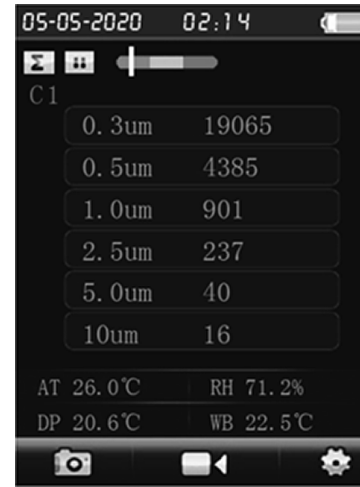 05-05-2020 02:14
Σ
C1
0.3um 19065
0.5um 4385
1.0um 901
2.5um 237
5.0um 40
10um 16
AT 26.0℃ RH 71.2%
DP 20.6℃ WB 22.5℃